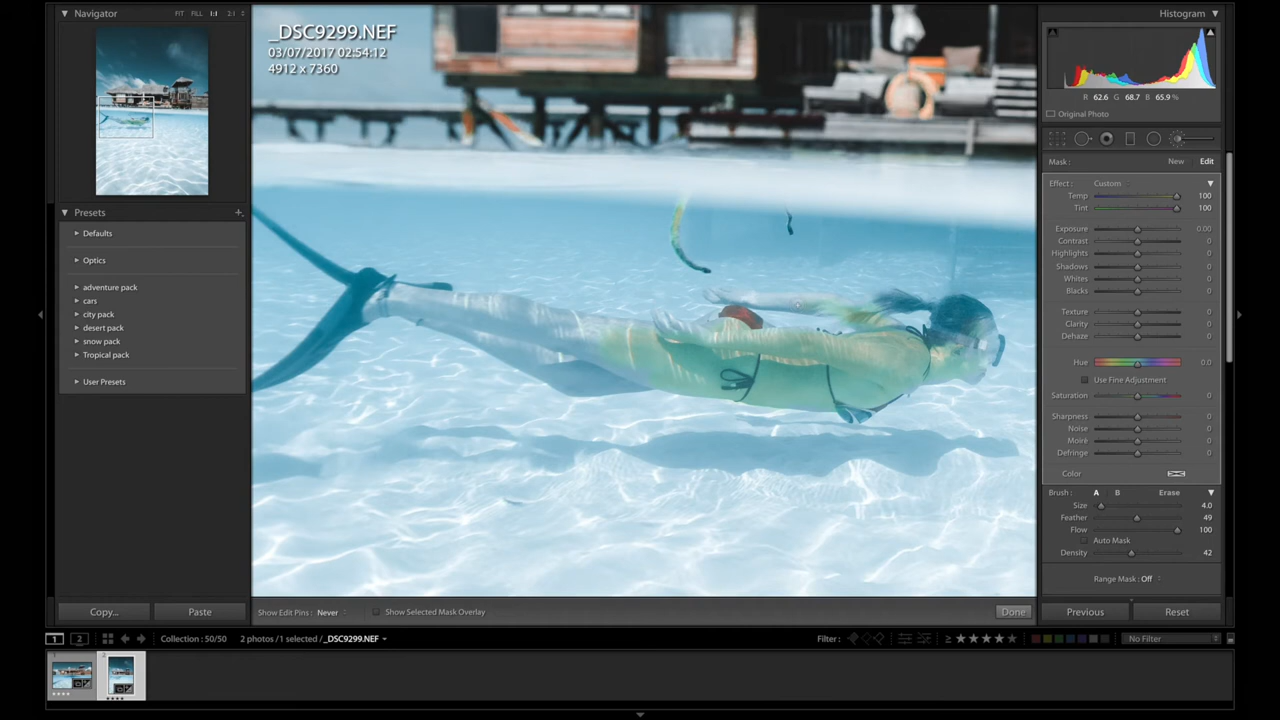 Navigator FIT FILL 1:1 2:1
Presets +
Defaults
Optics
adventure pack
cars
city pack
desert pack
snow pack
Tropical pack
User Presets
Copy... Paste
_DSC9299.NEF
03/07/2017 02:54:12
4912 x 7360
Show Edit Pins : Never Show Selected Mask Overlay Done
Histogram
R 62.6 G 68.7 B 65.9 %
Original Photo
Mask : New Edit
Effect : Custom
Temp 100
Tint 100
Exposure 0.00
Contrast 0
Highlights 0
Shadows 0
Whites 0
Blacks 0
Texture 0
Clarity 0
Dehaze 0
Hue 0.0
Use Fine Adjustment
Saturation 0
Sharpness 0
Noise 0
Moiré 0
Defringe 0
Color
Brush : A B Erase
Size 4.0
Feather 49
Flow 100
Auto Mask
Density 42
Range Mask : Off
Previous Reset
1 2 Collection : 50/50 2 photos / 1 selected / _DSC9299.NEF Filter : ≥ ★★★★★ No Filter
1 2